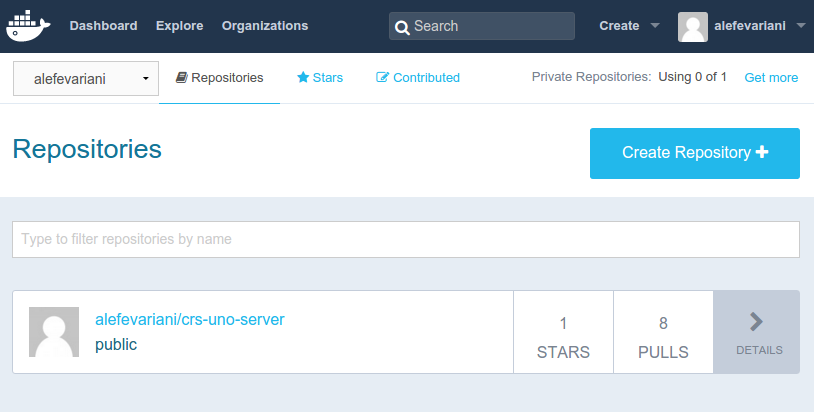 Dashboard Explore Organizations Search Create alefevariani
alefevariani Repositories Stars Contributed Private Repositories: Using 0 of 1 Get more
Repositories
Create Repository
Type to filter repositories by name
alefevariani/crs-uno-server
public
1
STARS
8
PULLS
DETAILS